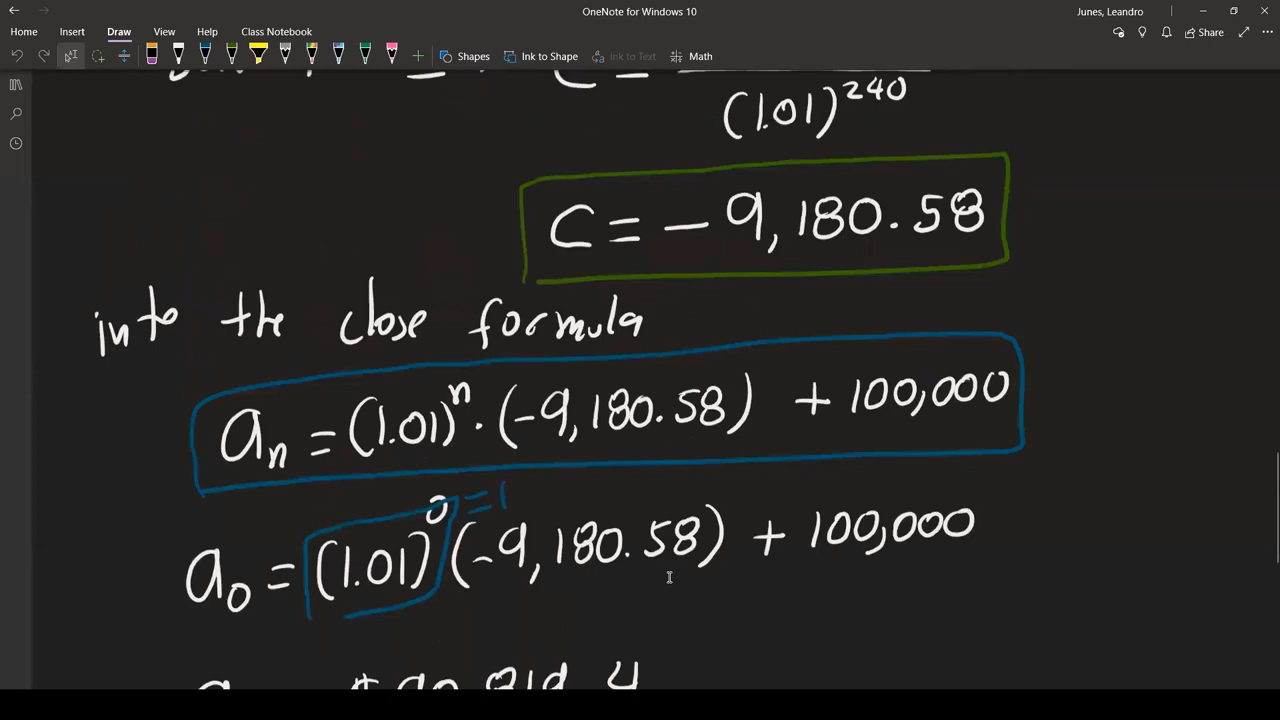 OneNote for Windows 10
Junes, Leandro
Home Insert Draw View Help Class Notebook
Share
Shapes Ink to Shape Ink to Text Math
(1.01)^240
C = - 9,180.58
into the close formula
a_n = (1.01)^n · (-9,180.58) + 100,000
= 1
a_0 = (1.01)^0 (-9,180.58) + 100,000